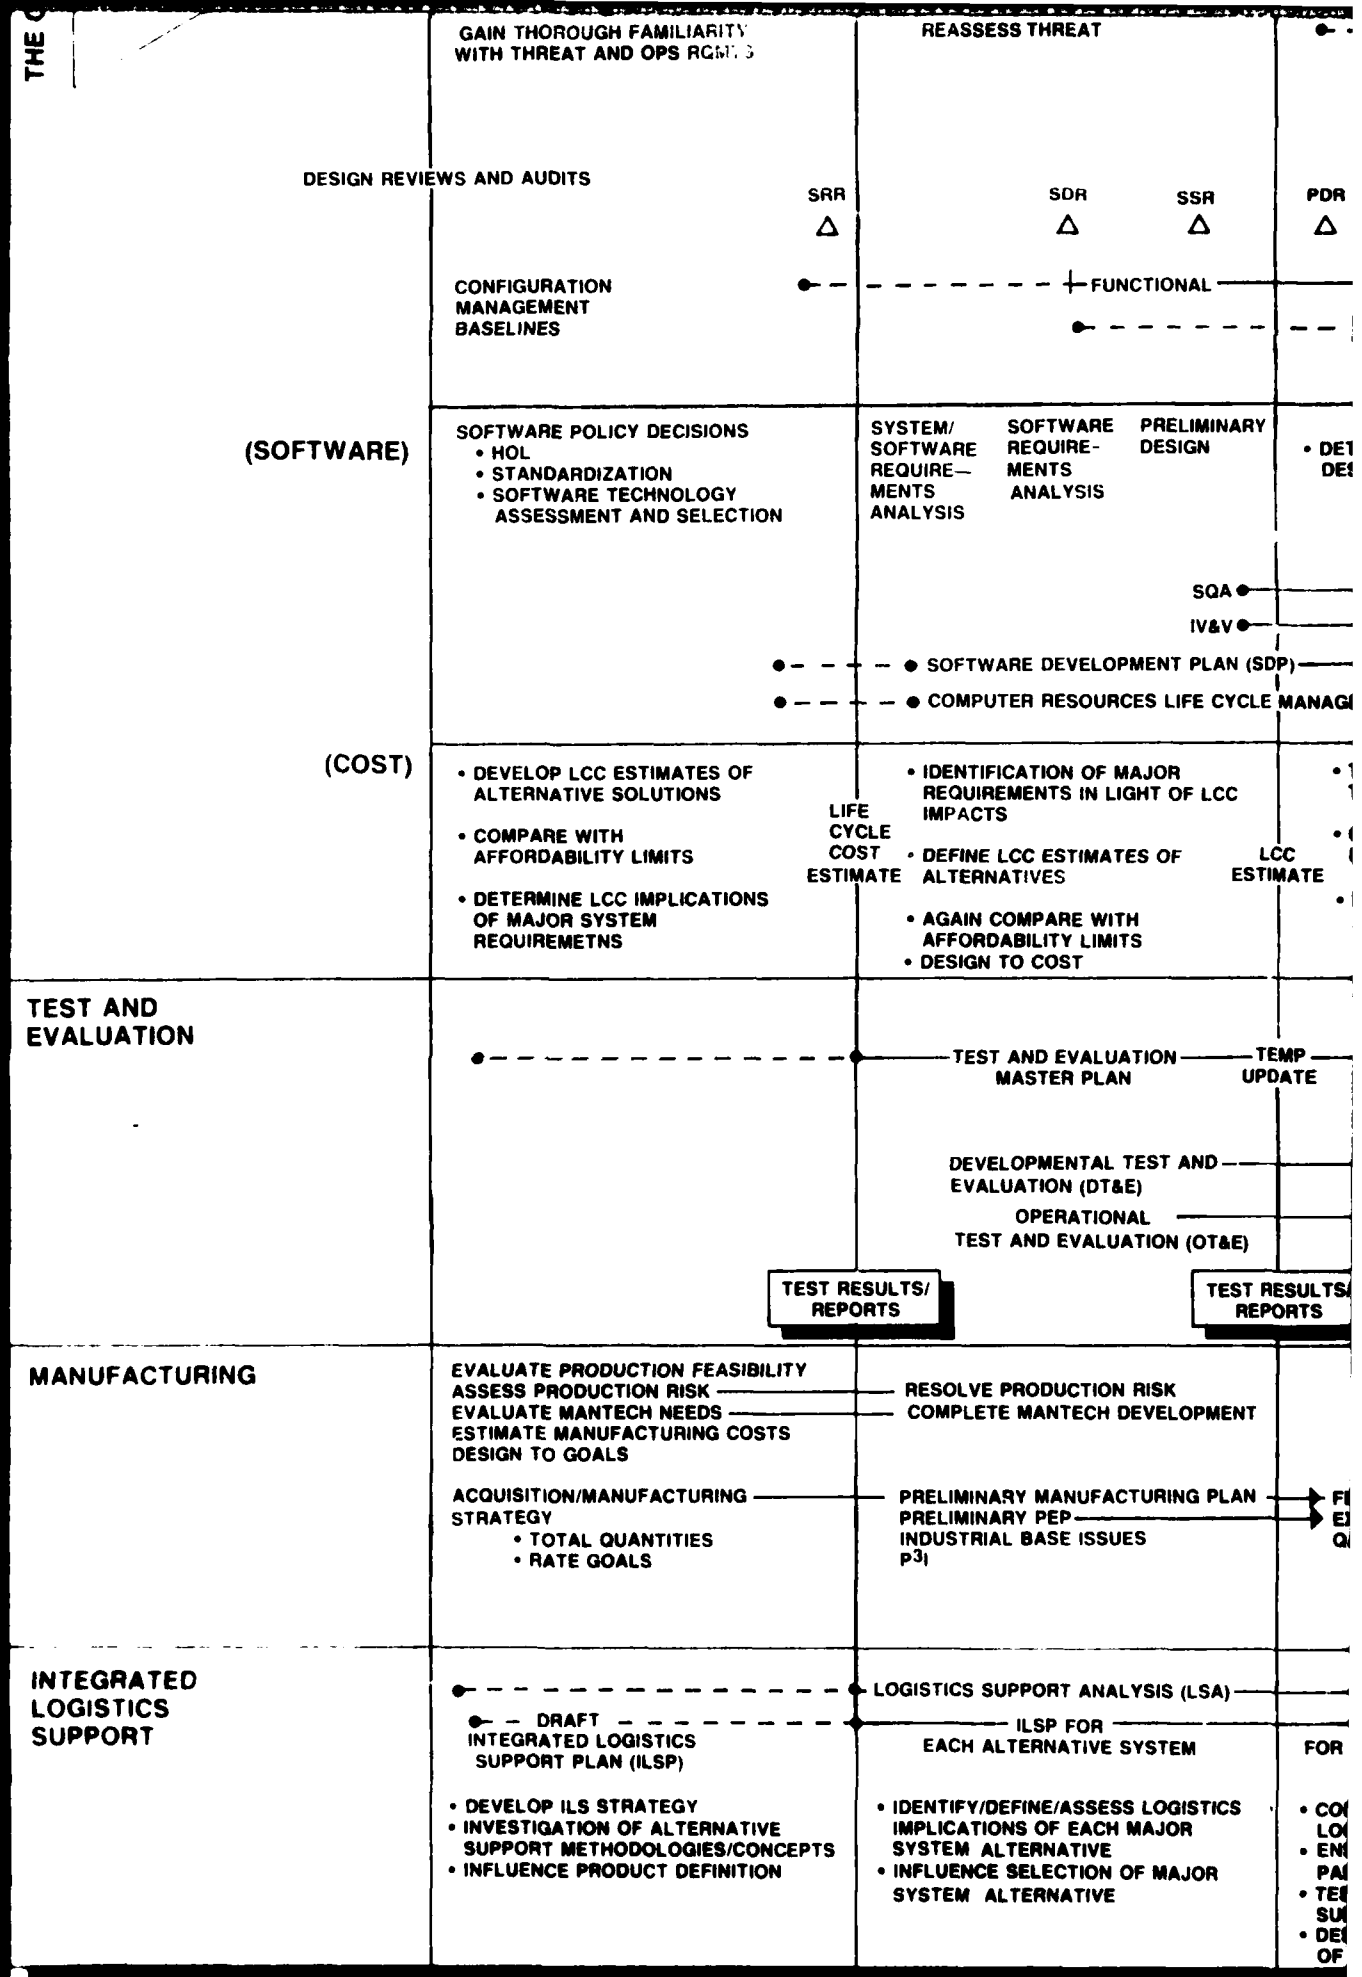 THE
GAIN THOROUGH FAMILIARITY
WITH THREAT AND OPS
REASSESS THREAT
DESIGN REVIEWS AND AUDITS
SRR
SDR
SSR
PDR
CONFIGURATION
MANAGEMENT
BASELINES
FUNCTIONAL
(SOFTWARE)
SOFTWARE POLICY DECISIONS
• HOL
• STANDARDIZATION
• SOFTWARE TECHNOLOGY
ASSESSMENT AND SELECTION
SYSTEM/
SOFTWARE
REQUIRE—
MENTS
ANALYSIS
SOFTWARE
REQUIRE-
MENTS
ANALYSIS
PRELIMINARY
DESIGN
• DET
DES
SQA
IV&V
SOFTWARE DEVELOPMENT PLAN (SDP)
COMPUTER RESOURCES LIFE CYCLE MANAG
(COST)
• DEVELOP LCC ESTIMATES OF
ALTERNATIVE SOLUTIONS
• COMPARE WITH
AFFORDABILITY LIMITS
• DETERMINE LCC IMPLICATIONS
OF MAJOR SYSTEM
REQUIREMETNS
LIFE
CYCLE
COST
ESTIMATE
• IDENTIFICATION OF MAJOR
REQUIREMENTS IN LIGHT OF LCC
IMPACTS
• DEFINE LCC ESTIMATES OF
ALTERNATIVES
• AGAIN COMPARE WITH
AFFORDABILITY LIMITS
• DESIGN TO COST
LCC
ESTIMATE
TEST AND
EVALUATION
TEST AND EVALUATION
MASTER PLAN
TEMP
UPDATE
DEVELOPMENTAL TEST AND
EVALUATION (DT&E)
OPERATIONAL
TEST AND EVALUATION (OT&E)
TEST RESULTS/
REPORTS
TEST RESULTS/
REPORTS
MANUFACTURING
EVALUATE PRODUCTION FEASIBILITY
ASSESS PRODUCTION RISK
EVALUATE MANTECH NEEDS
ESTIMATE MANUFACTURING COSTS
DESIGN TO GOALS
RESOLVE PRODUCTION RISK
COMPLETE MANTECH DEVELOPMENT
ACQUISITION/MANUFACTURING
STRATEGY
• TOTAL QUANTITIES
• RATE GOALS
PRELIMINARY MANUFACTURING PLAN
PRELIMINARY PEP
INDUSTRIAL BASE ISSUES
P³I
INTEGRATED
LOGISTICS
SUPPORT
LOGISTICS SUPPORT ANALYSIS (LSA)
DRAFT
INTEGRATED LOGISTICS
SUPPORT PLAN (ILSP)
ILSP FOR
EACH ALTERNATIVE SYSTEM
FOR
• DEVELOP ILS STRATEGY
• INVESTIGATION OF ALTERNATIVE
SUPPORT METHODOLOGIES/CONCEPTS
• INFLUENCE PRODUCT DEFINITION
• IDENTIFY/DEFINE/ASSESS LOGISTICS
IMPLICATIONS OF EACH MAJOR
SYSTEM ALTERNATIVE
• INFLUENCE SELECTION OF MAJOR
SYSTEM ALTERNATIVE
OF